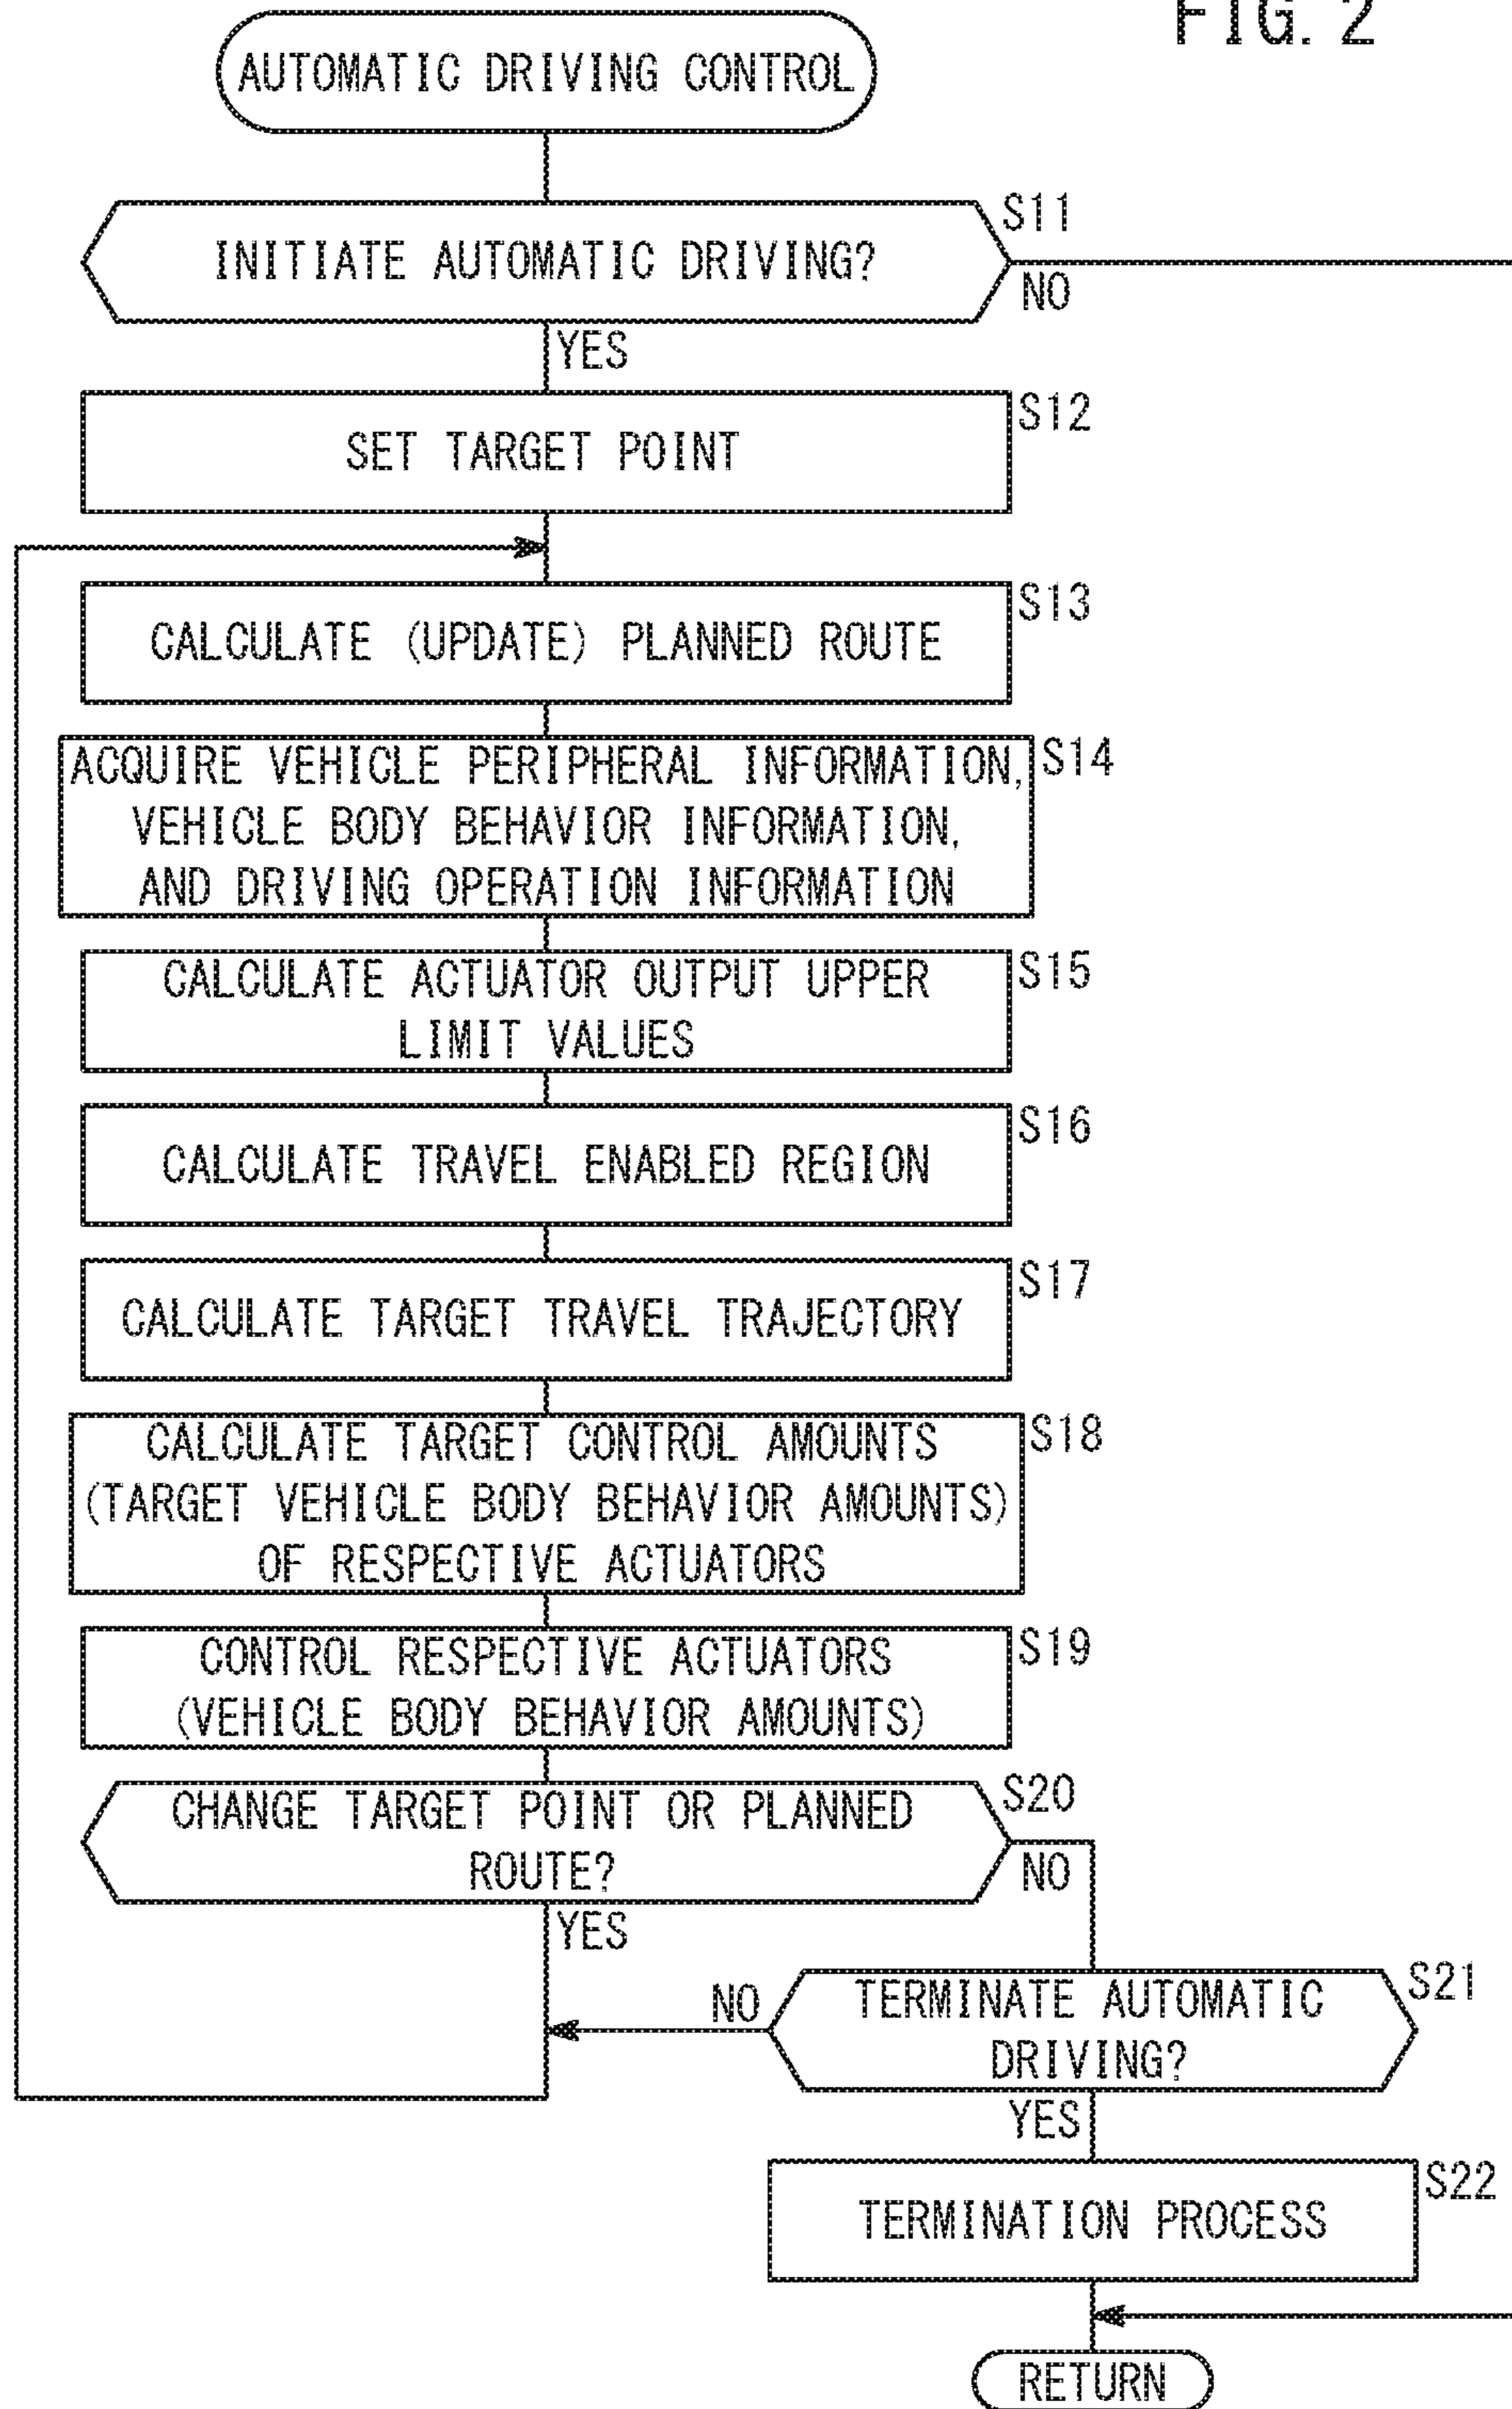 FIG. 2
AUTOMATIC DRIVING CONTROL
S11
INITIATE AUTOMATIC DRIVING?
NO
YES
S12
SET TARGET POINT
S13
CALCULATE (UPDATE) PLANNED ROUTE
S14
ACQUIRE VEHICLE PERIPHERAL INFORMATION,
VEHICLE BODY BEHAVIOR INFORMATION,
AND DRIVING OPERATION INFORMATION
S15
CALCULATE ACTUATOR OUTPUT UPPER
LIMIT VALUES
S16
CALCULATE TRAVEL ENABLED REGION
S17
CALCULATE TARGET TRAVEL TRAJECTORY
S18
CALCULATE TARGET CONTROL AMOUNTS
(TARGET VEHICLE BODY BEHAVIOR AMOUNTS)
OF RESPECTIVE ACTUATORS
S19
CONTROL RESPECTIVE ACTUATORS
(VEHICLE BODY BEHAVIOR AMOUNTS)
S20
CHANGE TARGET POINT OR PLANNED
ROUTE?
NO
YES
S21
NO
TERMINATE AUTOMATIC
DRIVING?
YES
S22
TERMINATION PROCESS
RETURN